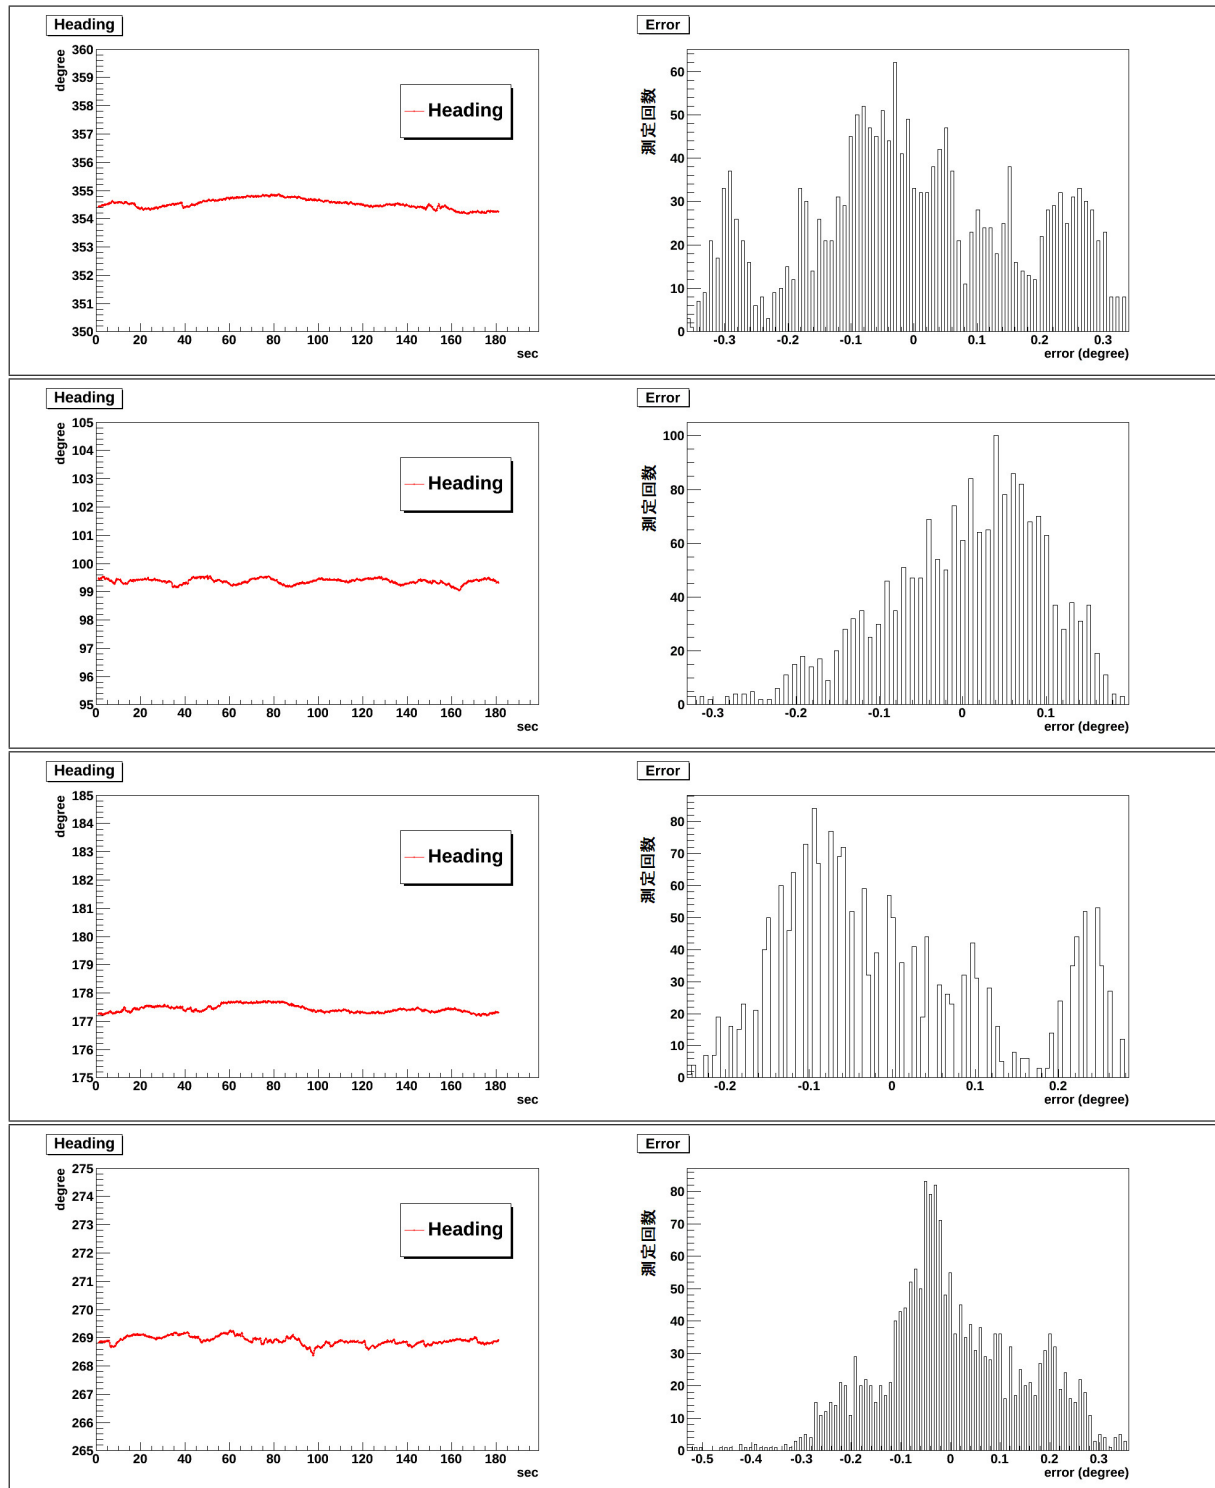 Heading
degree
360
359
358
357
356
355
354
353
352
351
350
0 20 40 60 80 100 120 140 160 180
sec
Heading
Error
測定回数
60
50
40
30
20
10
0
-0.3 -0.2 -0.1 0 0.1 0.2 0.3
error (degree)
Heading
degree
105
104
103
102
101
100
99
98
97
96
95
0 20 40 60 80 100 120 140 160 180
sec
Heading
Error
測定回数
100
80
60
40
20
0
-0.3 -0.2 -0.1 0 0.1
error (degree)
Heading
degree
185
184
183
182
181
180
179
178
177
176
175
0 20 40 60 80 100 120 140 160 180
sec
Heading
Error
測定回数
80
70
60
50
40
30
20
10
0
-0.2 -0.1 0 0.1 0.2
error (degree)
Heading
degree
275
274
273
272
271
270
269
268
267
266
265
0 20 40 60 80 100 120 140 160 180
sec
Heading
Error
測定回数
80
70
60
50
40
30
20
10
0
-0.5 -0.4 -0.3 -0.2 -0.1 0 0.1 0.2 0.3
error (degree)